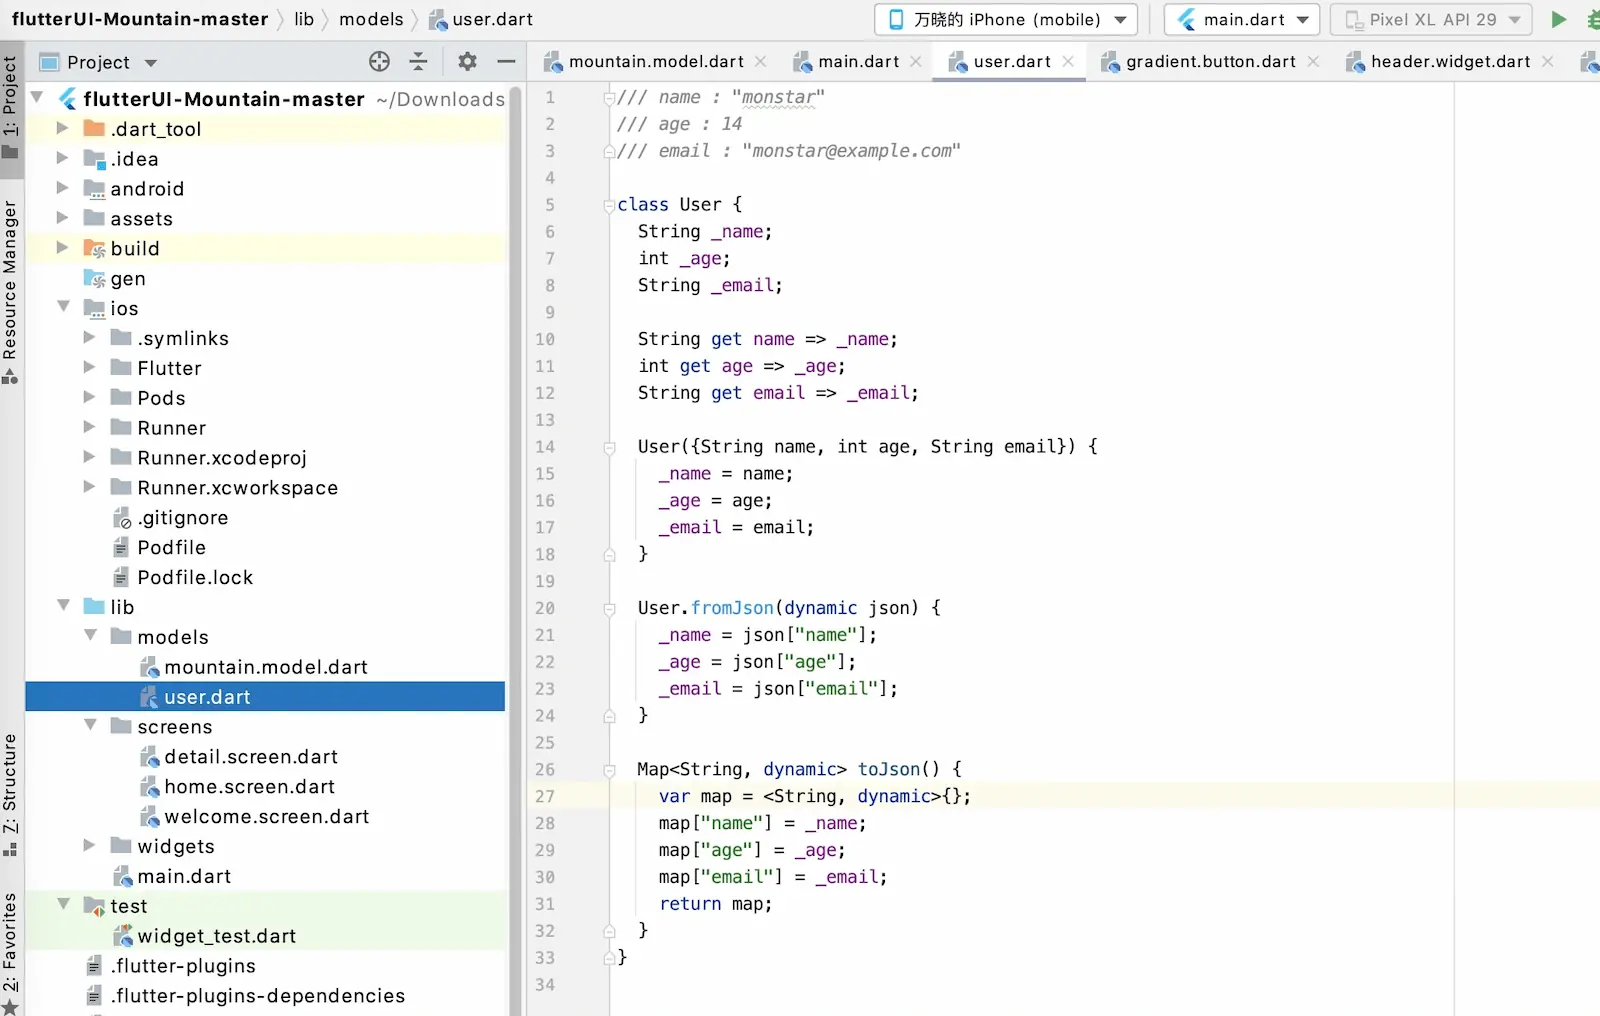 flutterUI-Mountain-master lib models user.dart
万晓的 iPhone (mobile) main.dart Pixel XL API 29
Project
mountain.model.dart main.dart user.dart gradient.button.dart header.widget.dart
1: Project
Resource Manager
Z: Structure
2: Favorites
flutterUI-Mountain-master ~/Downloads
.dart_tool
.idea
android
assets
build
gen
ios
.symlinks
Flutter
Pods
Runner
Runner.xcodeproj
Runner.xcworkspace
.gitignore
Podfile
Podfile.lock
lib
models
mountain.model.dart
user.dart
screens
detail.screen.dart
home.screen.dart
welcome.screen.dart
widgets
main.dart
test
widget_test.dart
.flutter-plugins
.flutter-plugins-dependencies
1 /// name : "monstar"
2 /// age : 14
3 /// email : "monstar@example.com"
4
5 class User {
6 String _name;
7 int _age;
8 String _email;
9
10 String get name => _name;
11 int get age => _age;
12 String get email => _email;
13
14 User({String name, int age, String email}) {
15 _name = name;
16 _age = age;
17 _email = email;
18 }
19
20 User.fromJson(dynamic json) {
21 _name = json["name"];
22 _age = json["age"];
23 _email = json["email"];
24 }
25
26 Map<String, dynamic> toJson() {
27 var map = <String, dynamic>{};
28 map["name"] = _name;
29 map["age"] = _age;
30 map["email"] = _email;
31 return map;
32 }
33 }
34